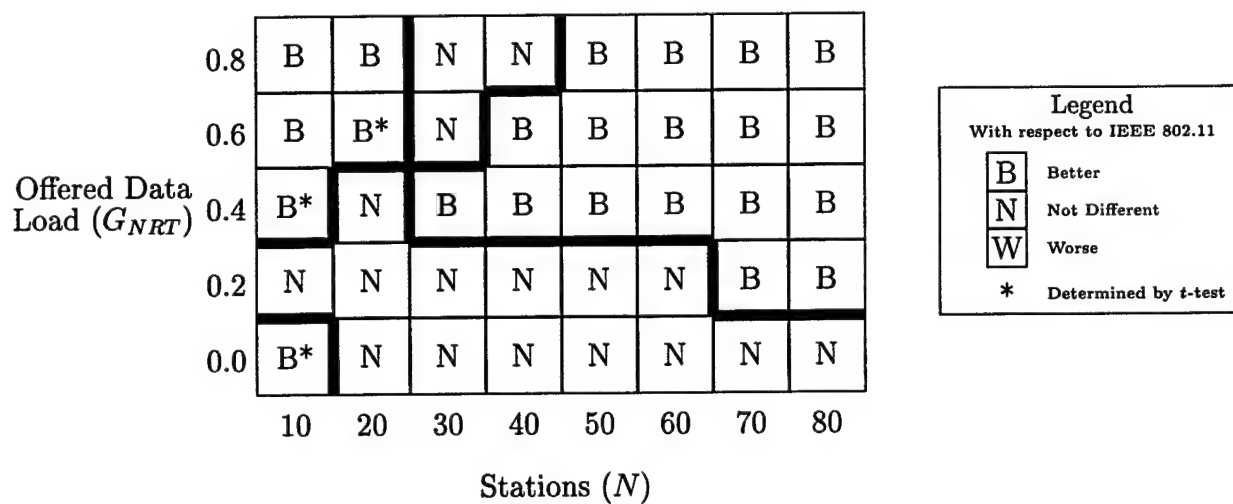 0.8 B B N N B B B B
0.6 B B* N B B B B B
Offered Data
Load (G_NRT)
0.4 B* N B B B B B B
0.2 N N N N N N B B
0.0 B* N N N N N N N
10 20 30 40 50 60 70 80
Stations (N)
Legend
With respect to IEEE 802.11
B Better
N Not Different
W Worse
* Determined by t-test